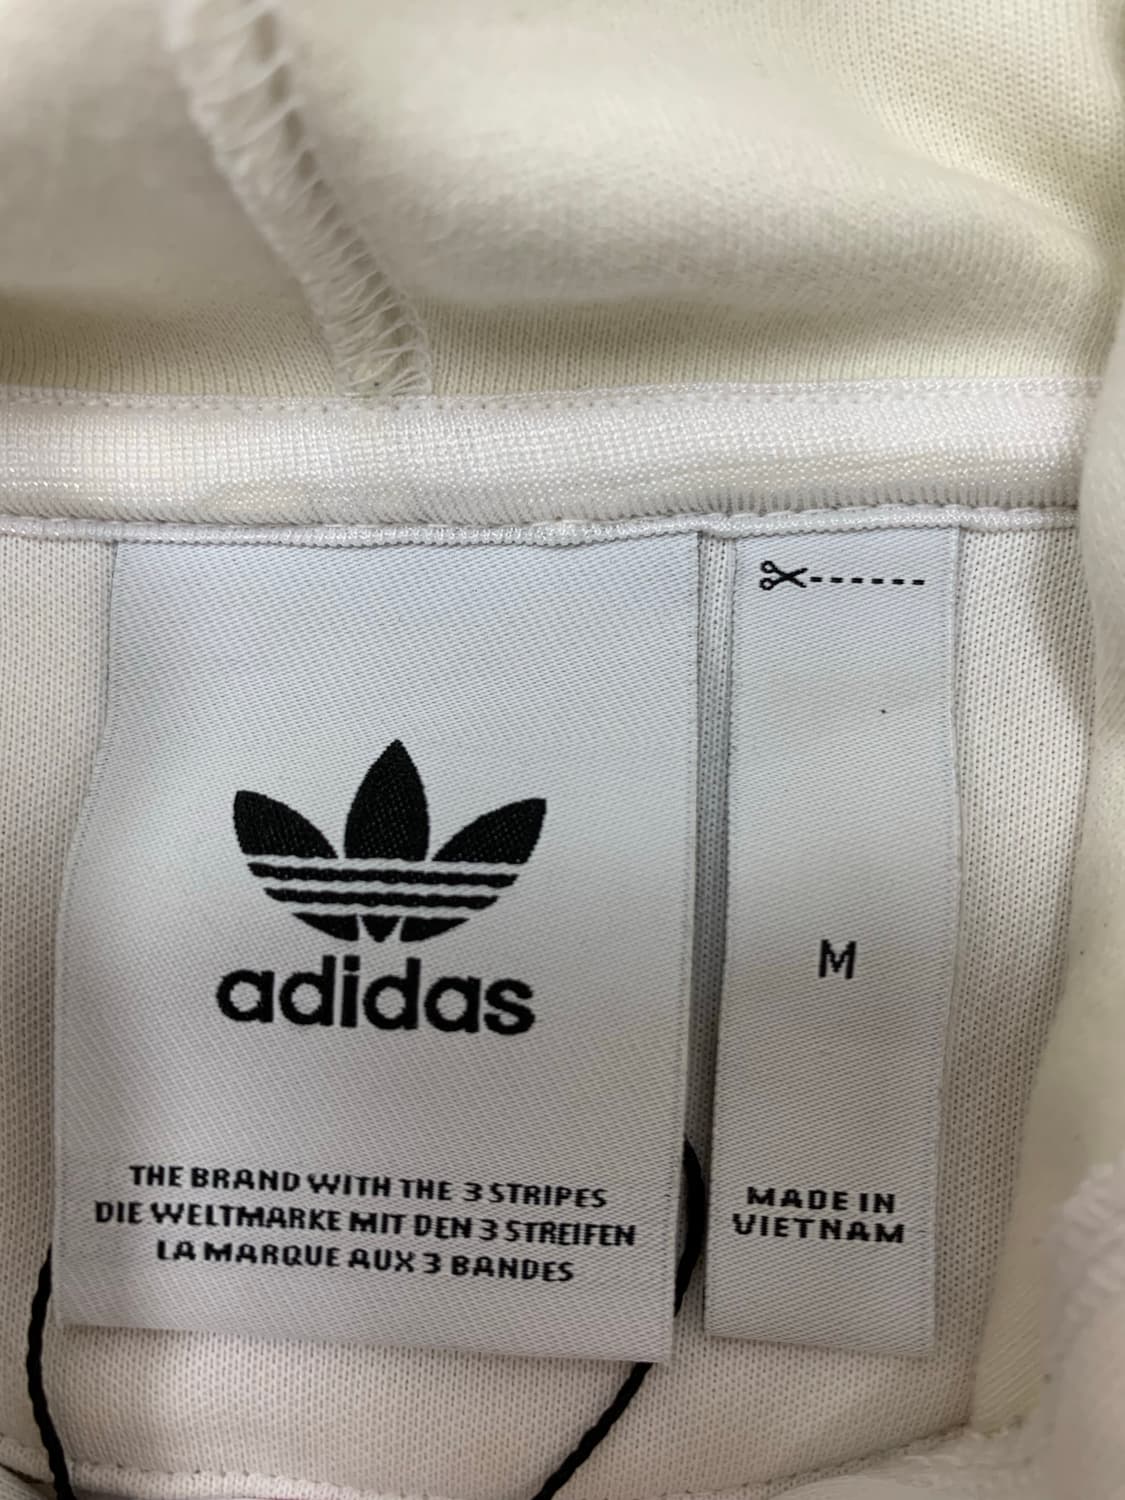 adidas
THE BRAND WITH THE 3 STRIPES
DIE WELTMARKE MIT DEN 3 STREIFEN
LA MARQUE AUX 3 BANDES
M
MADE IN
VIETNAM